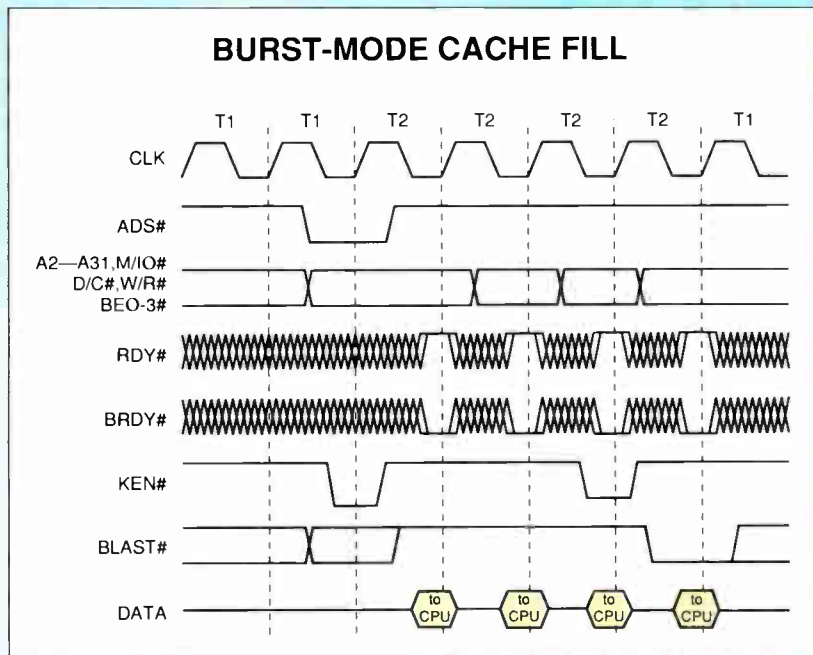 BURST-MODE CACHE FILL
T1 T1 T2 T2 T2 T2 T1
CLK
ADS#
A2—A31,M/IO#
D/C#,W/R#
BEO-3#
RDY#
BRDY#
KEN#
BLAST#
DATA
to CPU
to CPU
to CPU
to CPU